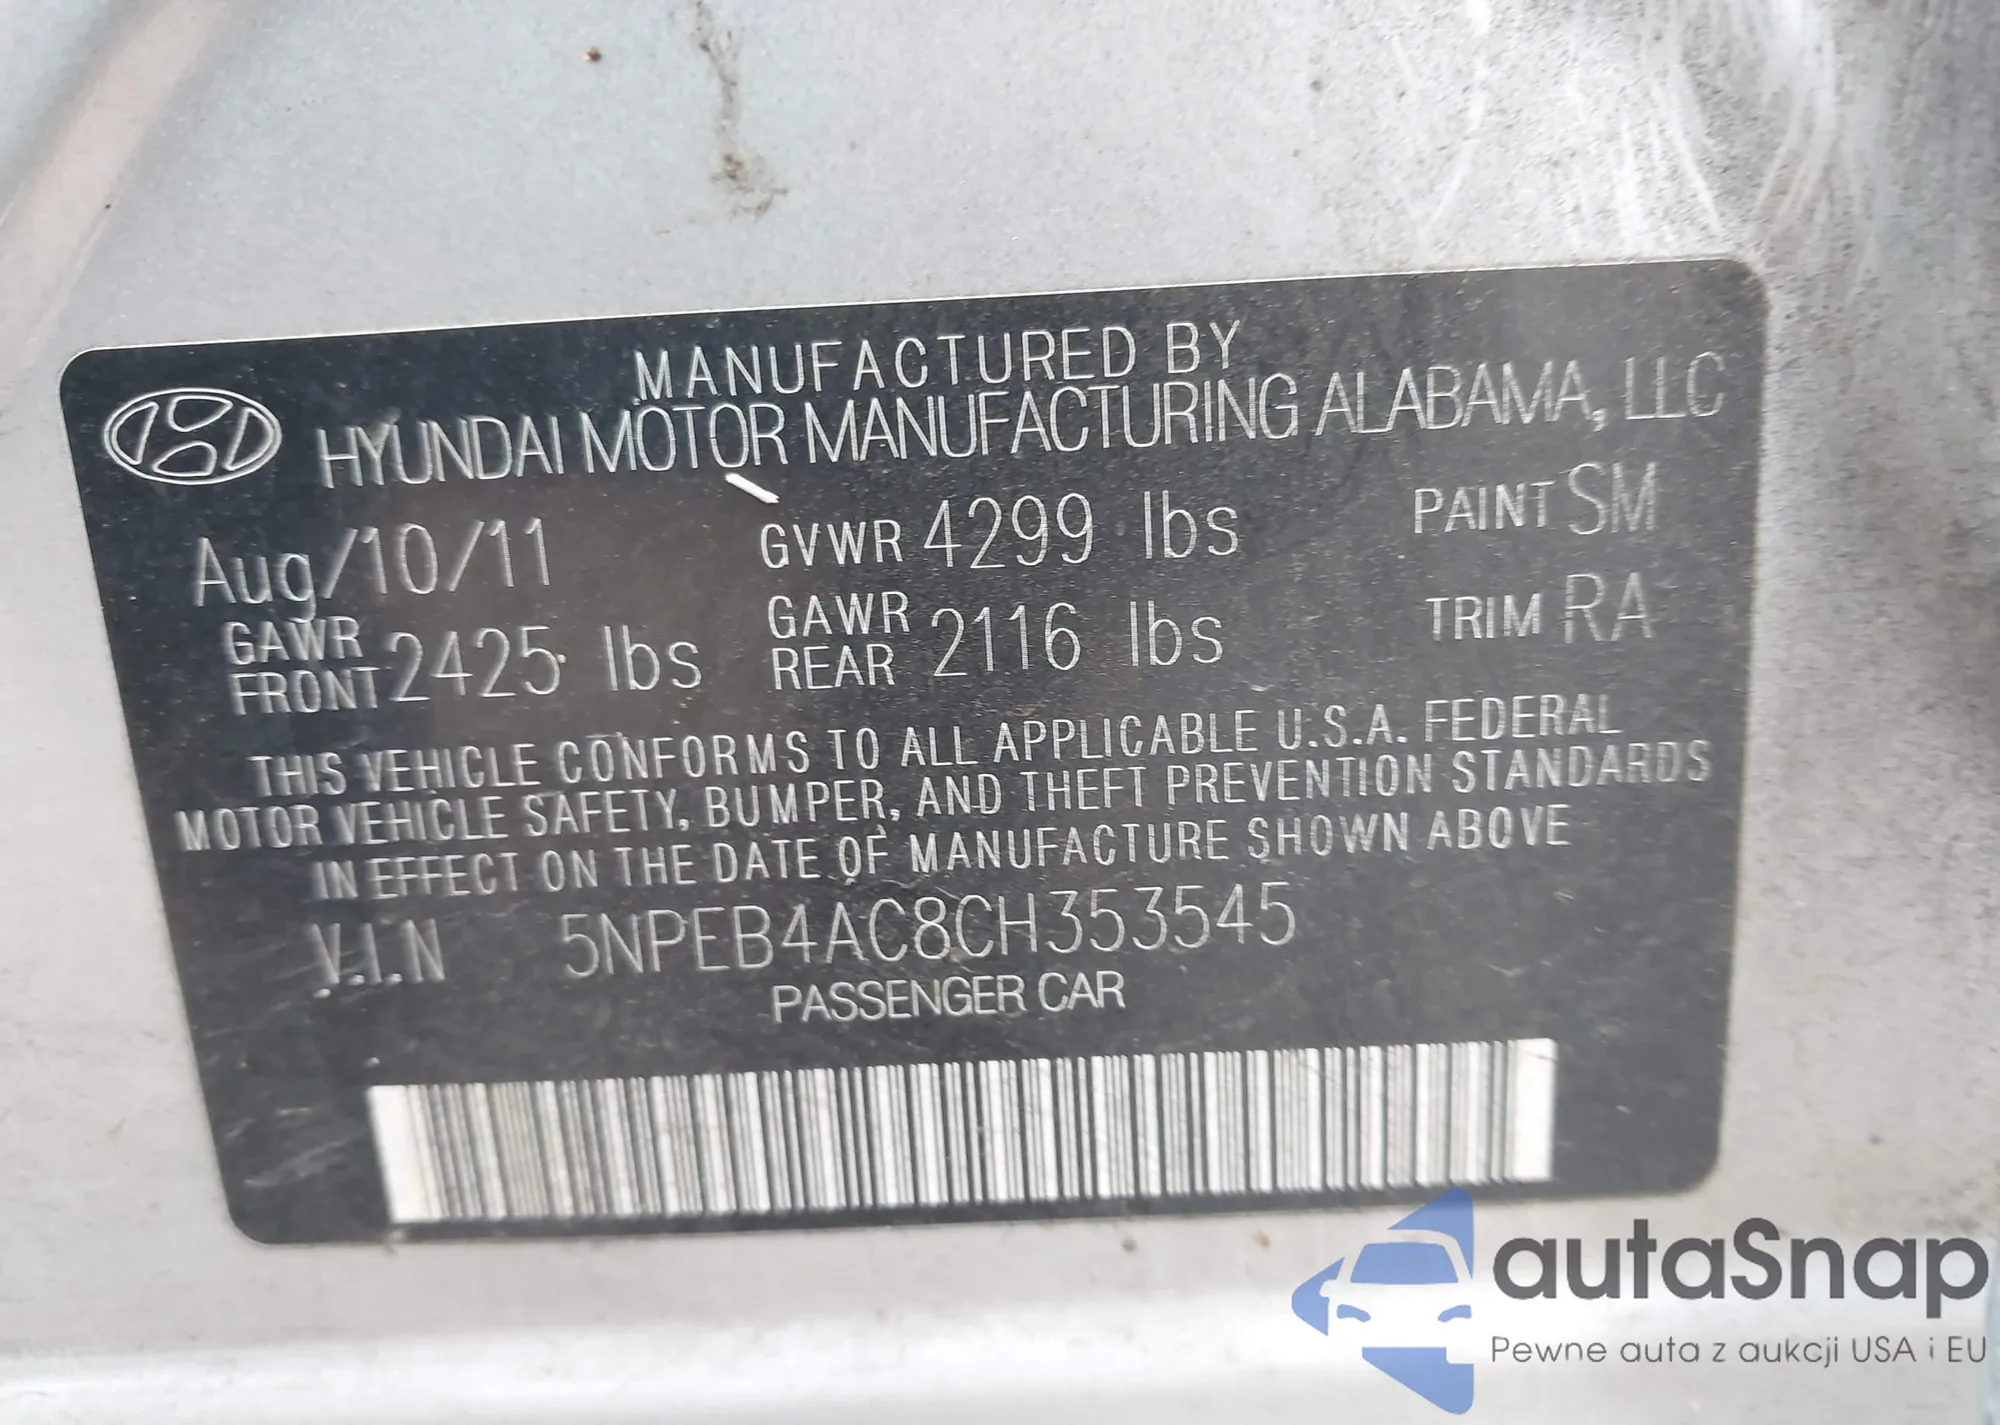 MANUFACTURED BY
HYUNDAI MOTOR MANUFACTURING ALABAMA, LLC
Aug/10/11 GVWR 4299 lbs PAINT SM
GAWR FRONT 2425 lbs GAWR REAR 2116 lbs TRIM RA
THIS VEHICLE CONFORMS TO ALL APPLICABLE U.S.A. FEDERAL
MOTOR VEHICLE SAFETY, BUMPER, AND THEFT PREVENTION STANDARDS
IN EFFECT ON THE DATE OF MANUFACTURE SHOWN ABOVE
V.I.N 5NPEB4AC8CH353545
PASSENGER CAR
autaSnap
Pewne auta z aukcji USA i EU